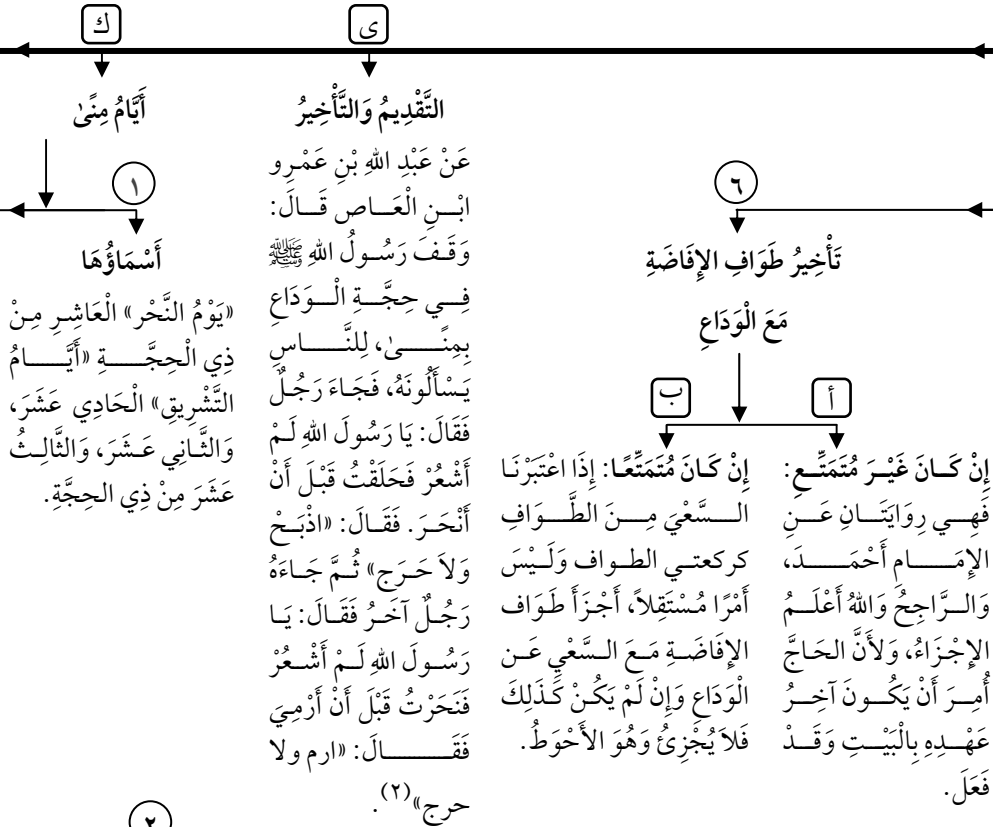 ٦
تَأْخِيرُ طَوَافِ الإِفَاضَةِ
مَعَ الْوَدَاعِ
أ
إِنْ كَانَ غَيْرَ مُتَمَتِّعٍ:
فَهِي رِوَايَتَانِ عَنِ
الإِمَامِ أَحْمَدَ،
وَالرَّاجِحُ وَاللهُ أَعْلَمُ
الإِجْزَاءُ، وَلأَنَّ الحَاجَّ
أُمِرَ أَنْ يَكُونَ آخِرُ
عَهْدِهِ بِالْبَيْتِ وَقَدْ
فَعَلَ.
ب
إِنْ كَانَ مُتَمَتِّعًا: إِذَا اعْتَبَرْنَا
السَّعْيَ مِنَ الطَّوَافِ
كركعتي الطواف وَلَيْسَ
أَمْرًا مُسْتَقِلاً، أَجْزَأَ طَوَاف
الإِفَاضَةِ مَعَ السَّعْيِ عَن
الْوَدَاعِ وَإِنْ لَمْ يَكُنْ كَذَلِكَ
فَلاَ يُجْزِئُ وَهُوَ الأَحْوَطُ.
ى
التَّقْدِيمُ وَالتَّأْخِيرُ
عَنْ عَبْدِ اللهِ بْنِ عَمْرِو
ابْنِ الْعَاص قَالَ:
وَقَفَ رَسُولُ اللهِ ﷺ
فِي حِجَّةِ الْوَدَاعِ
بِمِنًى، لِلنَّاسِ
يَسْأَلُونَهُ، فَجَاءَ رَجُلٌ
فَقَالَ: يَا رَسُولَ اللهِ لَمْ
أَشْعُرْ فَحَلَقْتُ قَبْلَ أَنْ
أَنْحَرَ. فَقَالَ: «اذْبَحْ
وَلاَ حَرَج» ثُمَّ جَاءَهُ
رَجُلٌ آخَرُ فَقَالَ: يَا
رَسُولَ اللهِ لَمْ أَشْعُرْ
فَنَحَرْتُ قَبْلَ أَنْ أَرْمِيَ
فَقَالَ: «ارم ولا
حرج»(٢).
ك
أَيَّامُ مِنًى
١
أَسْمَاؤُهَا
«يَوْمُ النَّحْر» الْعَاشِرِ مِنْ
ذِي الْحِجَّةِ «أَيَّامُ
التَّشْرِيقِ» الْحَادِي عَشَرَ،
وَالثَّانِي عَشَرَ، وَالثَّالِثُ
عَشَرَ مِنْ ذِي الحِجَّةِ.
٢